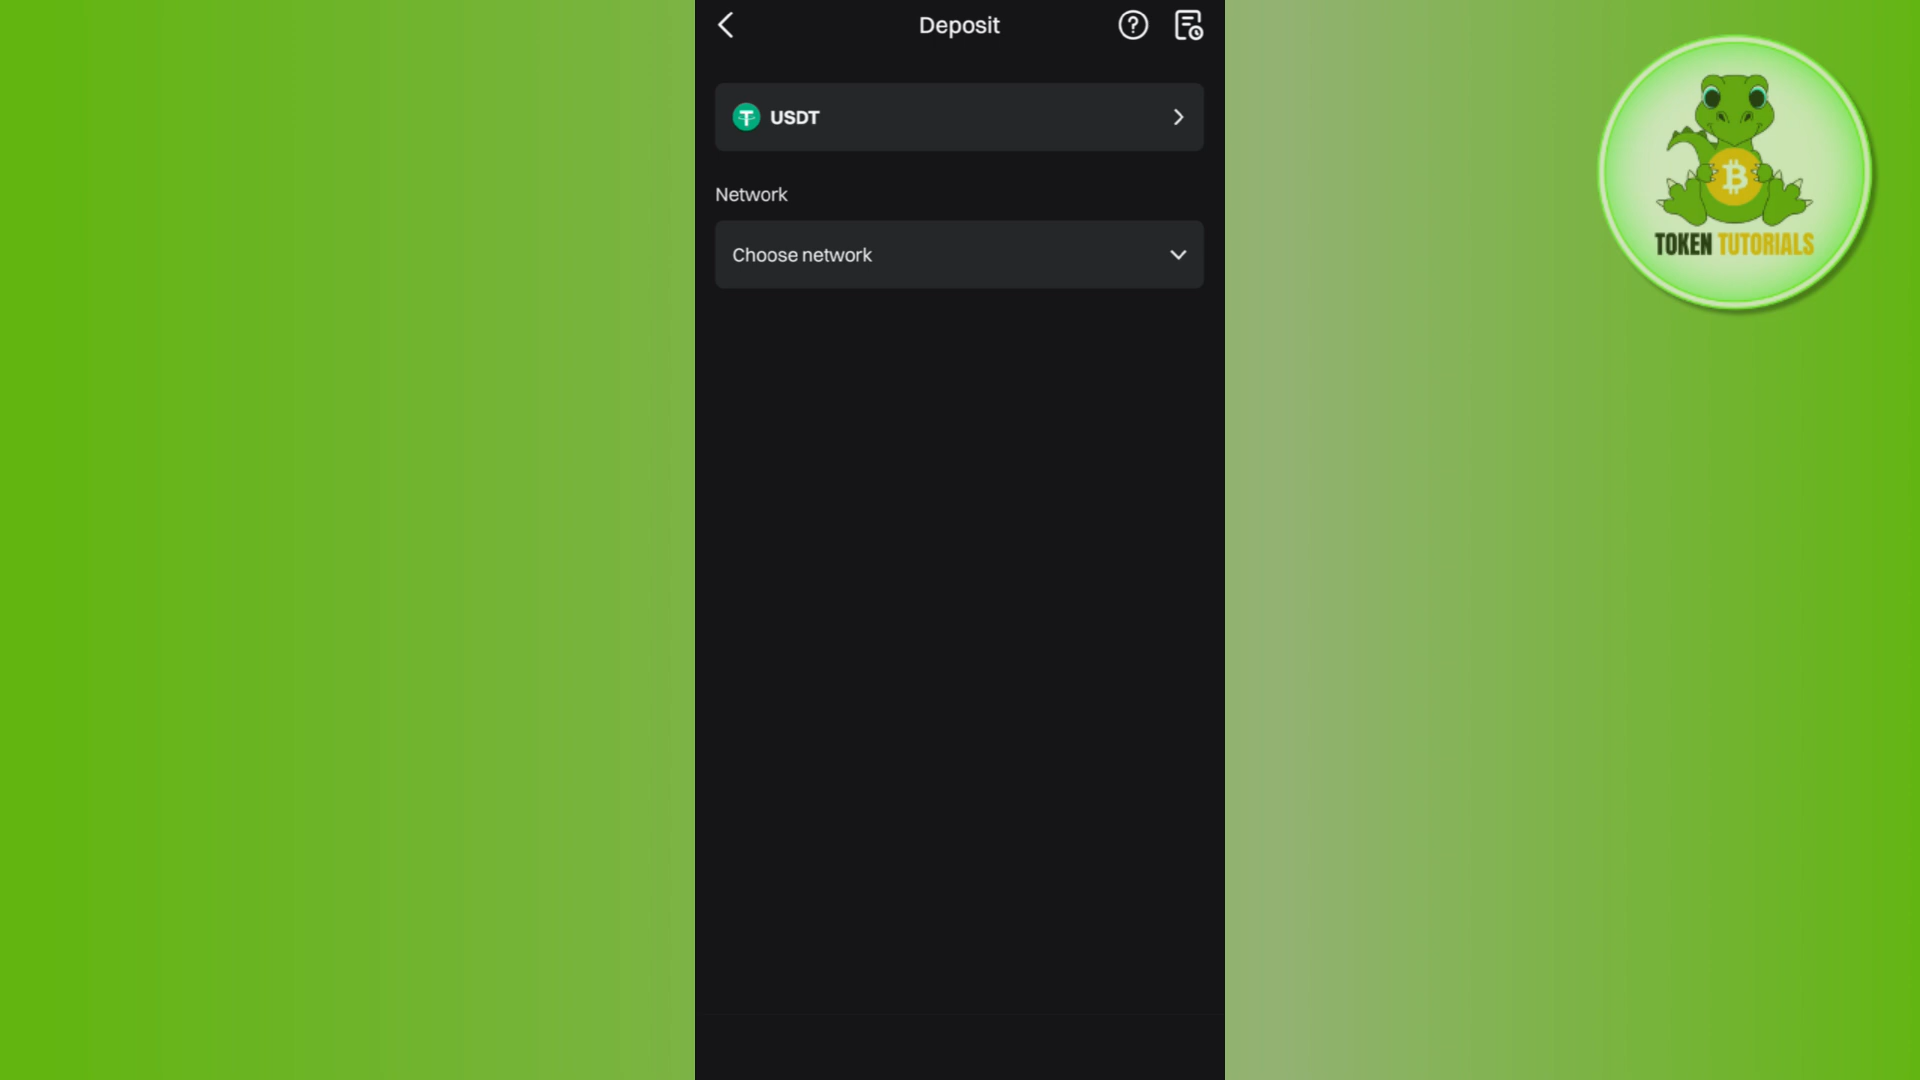 Deposit
USDT
Network
Choose network
TOKEN TUTORIALS